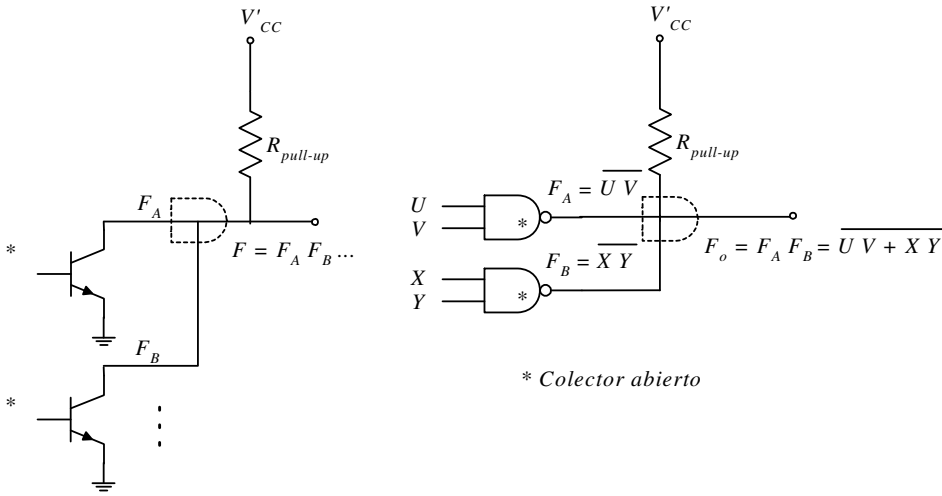 V'CC
Rpull-up
FA
F = FA FB ...
*
FB
*
V'CC
Rpull-up
FA = U̅ ̅V̅
U
V
*
Fo = FA FB = U̅ ̅V̅ ̅+̅ ̅X̅ ̅Y̅
FB = X̅ ̅Y̅
X
Y
*
* Colector abierto